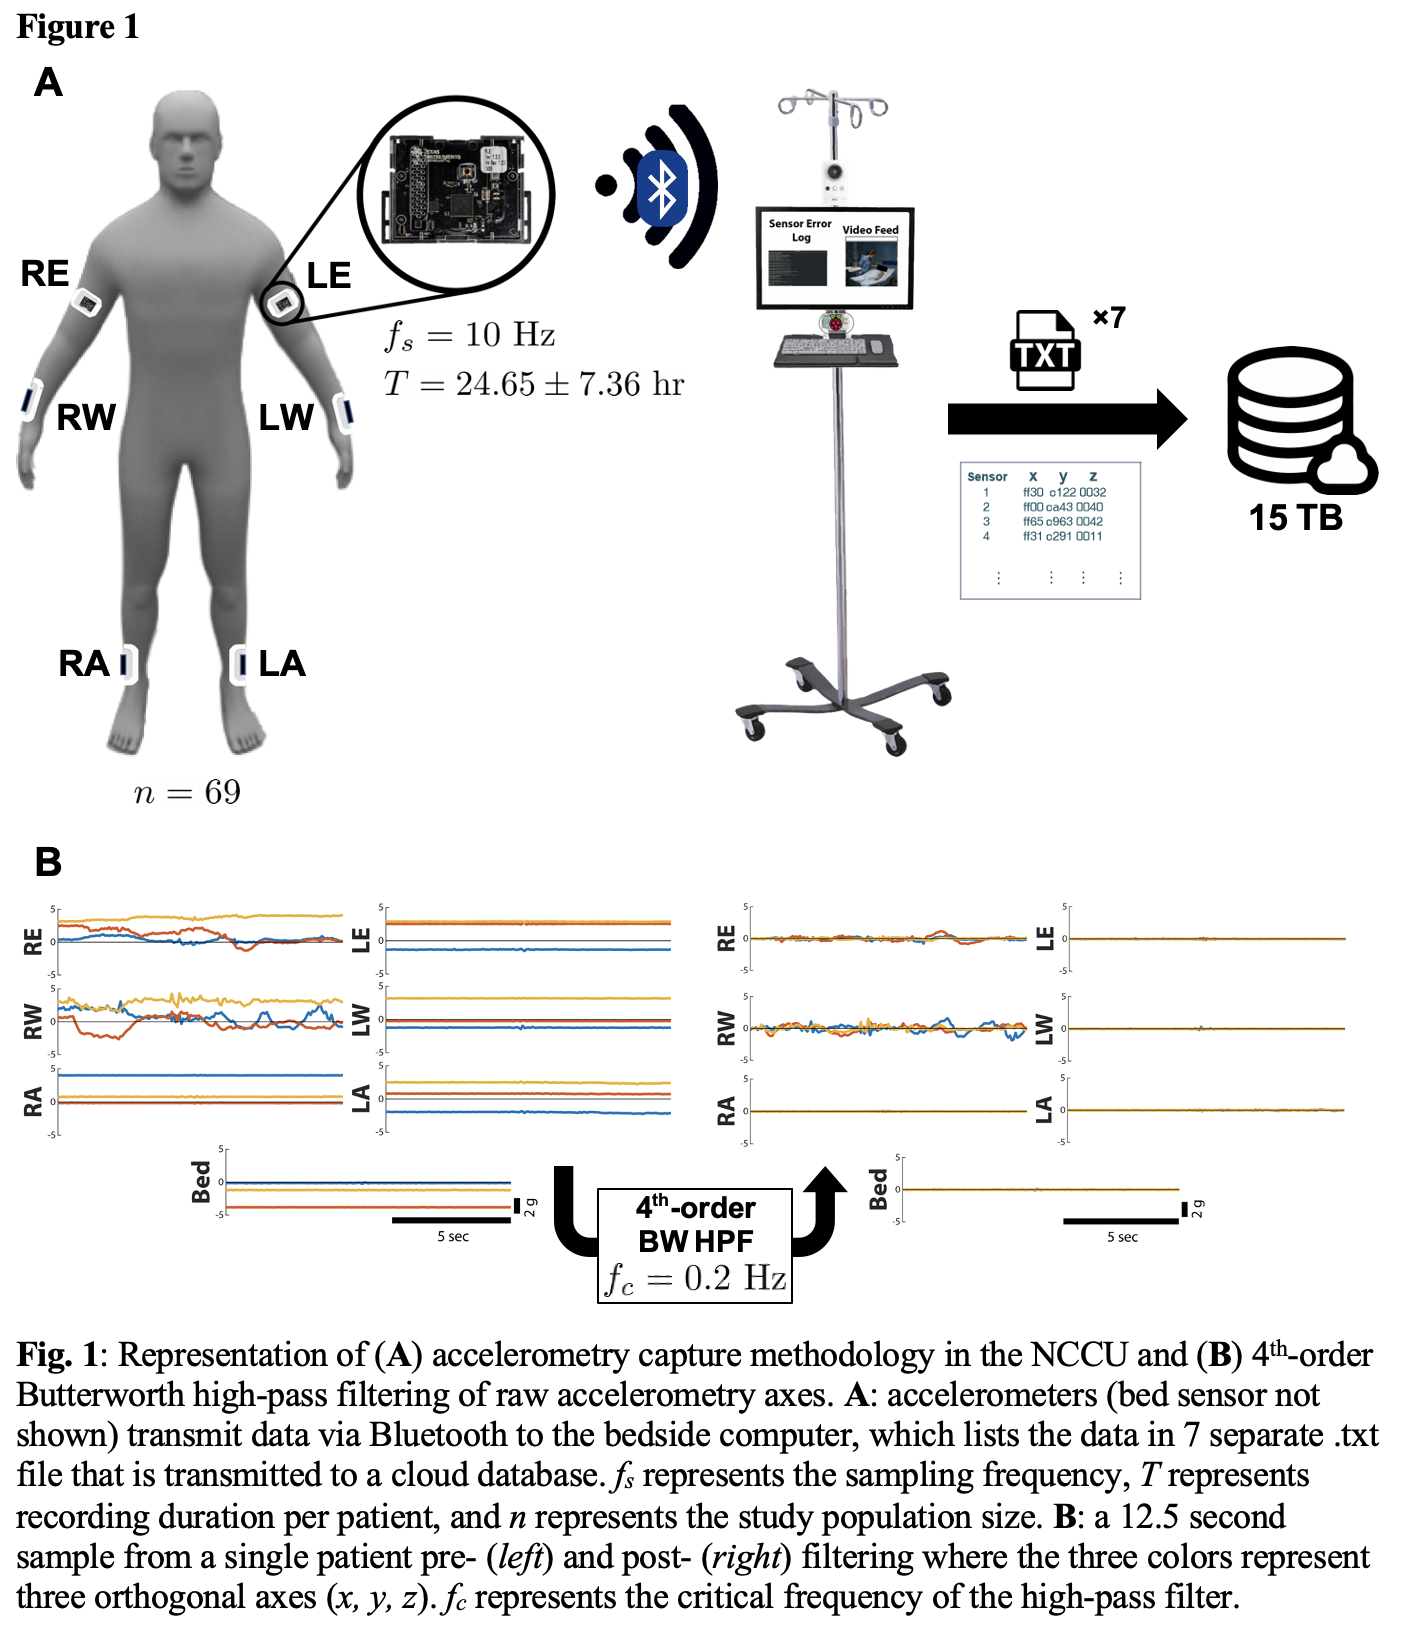 Figure 1
A
RE
LE
RW
LW
RA
LA
f_s = 10 Hz
T = 24.65 ± 7.36 hr
n = 69
Sensor Error
Log
Video Feed
TXT
×7
Sensor x y z
1 ff30 c122 0032
2 ff00 ca43 0040
3 ff65 c963 0042
4 ff31 c291 0011
⋮ ⋮ ⋮ ⋮
15 TB
B
RE
5
0
-5
LE
5
0
-5
RW
5
0
-5
LW
5
0
-5
RA
5
0
-5
LA
5
0
-5
Bed
5
0
-5
2 g
5 sec
4th-order
BW HPF
f_c = 0.2 Hz
RE
5
0
-5
LE
5
0
-5
RW
5
0
-5
LW
5
0
-5
RA
5
0
-5
LA
5
0
-5
Bed
5
0
-5
2 g
5 sec
Fig. 1: Representation of (A) accelerometry capture methodology in the NCCU and (B) 4th-order
Butterworth high-pass filtering of raw accelerometry axes. A: accelerometers (bed sensor not
shown) transmit data via Bluetooth to the bedside computer, which lists the data in 7 separate .txt
file that is transmitted to a cloud database. fs represents the sampling frequency, T represents
recording duration per patient, and n represents the study population size. B: a 12.5 second
sample from a single patient pre- (left) and post- (right) filtering where the three colors represent
three orthogonal axes (x, y, z). fc represents the critical frequency of the high-pass filter.